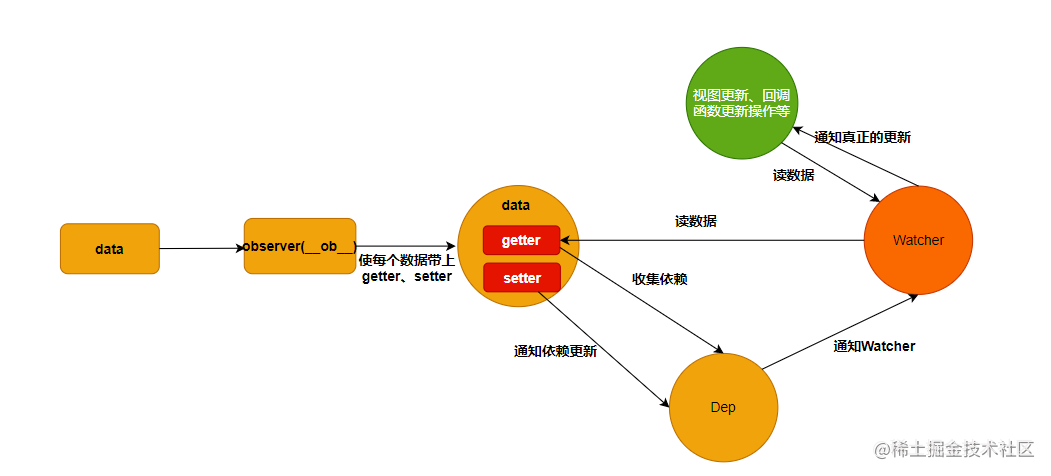 视图更新、回调
函数更新操作等
通知真正的更新
读数据
data
读数据
getter
Watcher
data
observer(__ob__)
使每个数据带上
getter、setter
setter
收集依赖
通知依赖更新
通知Watcher
Dep
@稀土掘金技术社区